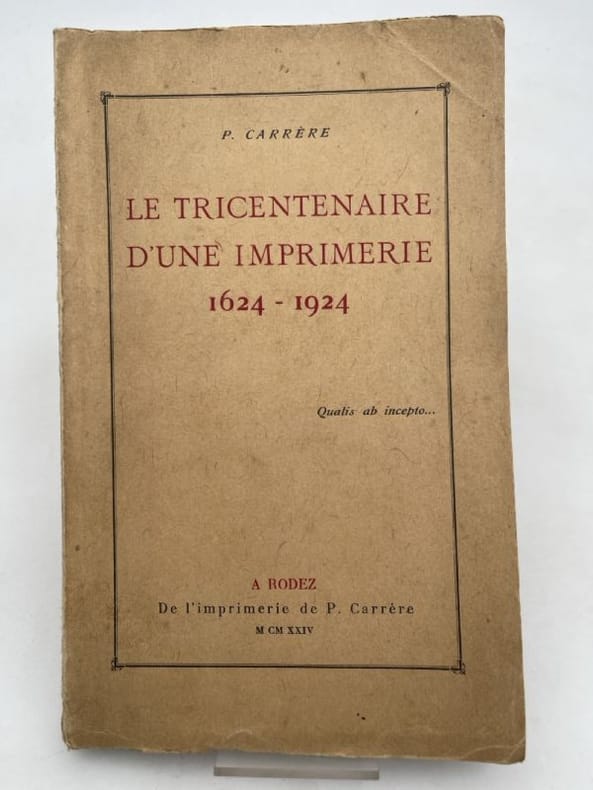 P. CARRÈRE
LE TRICENTENAIRE
D'UNE IMPRIMERIE
1624 - 1924
Qualis ab incepto...
A RODEZ
De l'imprimerie de P. Carrère
M CM XXIV